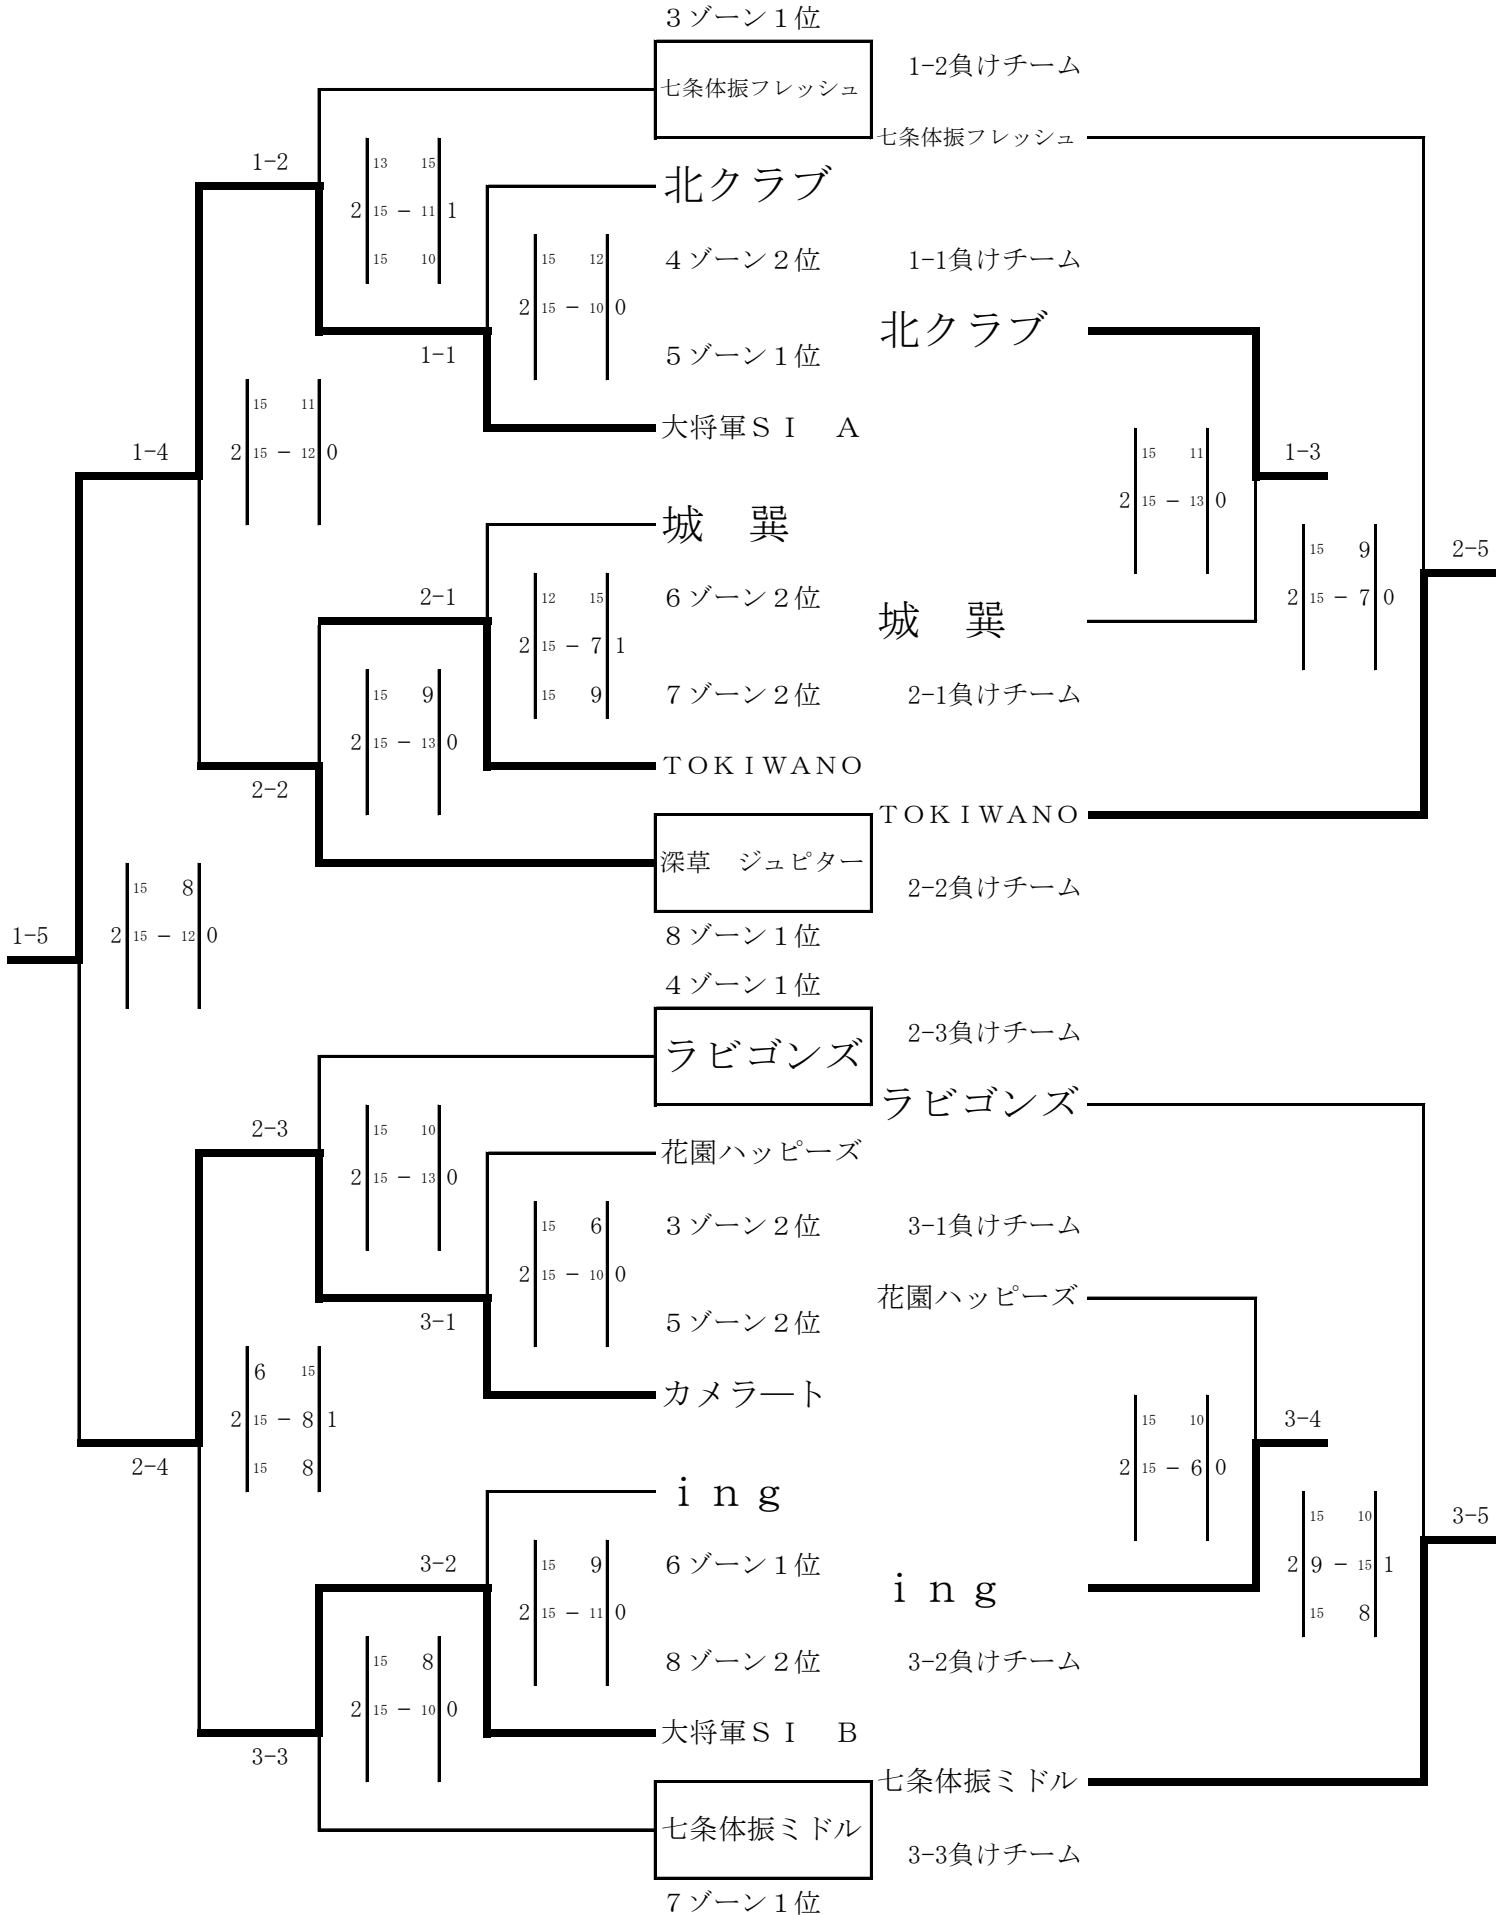 ３ゾーン１位
1-2負けチーム
七条体振フレッシュ
七条体振フレッシュ
1-2
13 15
2 15 － 11 1
15 10
北クラブ
15 12
2 15 － 10 0
４ゾーン２位
1-1負けチーム
北クラブ
1-1
５ゾーン１位
15 11
2 15 － 12 0
大将軍ＳＩ　Ａ
1-4
15 11
2 15 － 13 0
1-3
城　巽
15 9
2 15 － 7 0
2-5
2-1
12 15
2 15 － 7 1
15 9
６ゾーン２位
城　巽
15 9
2 15 － 13 0
７ゾーン２位
2-1負けチーム
ＴＯＫＩＷＡＮＯ
2-2
ＴＯＫＩＷＡＮＯ
深草　ジュピター
2-2負けチーム
15 8
2 15 － 12 0
1-5
８ゾーン１位
４ゾーン１位
2-3負けチーム
ラビゴンズ
ラビゴンズ
2-3
15 10
2 15 － 13 0
花園ハッピーズ
15 6
2 15 － 10 0
３ゾーン２位
3-1負けチーム
花園ハッピーズ
3-1
５ゾーン２位
6 15
2 15 － 8 1
15 8
カメラ―ト
2-4
15 10
2 15 － 6 0
3-4
ｉｎｇ
15 10
2 9 － 15 1
15 8
3-5
3-2
15 9
2 15 － 11 0
６ゾーン１位
ｉｎｇ
15 8
2 15 － 10 0
８ゾーン２位
3-2負けチーム
大将軍ＳＩ　Ｂ
3-3
七条体振ミドル
七条体振ミドル
3-3負けチーム
７ゾーン１位